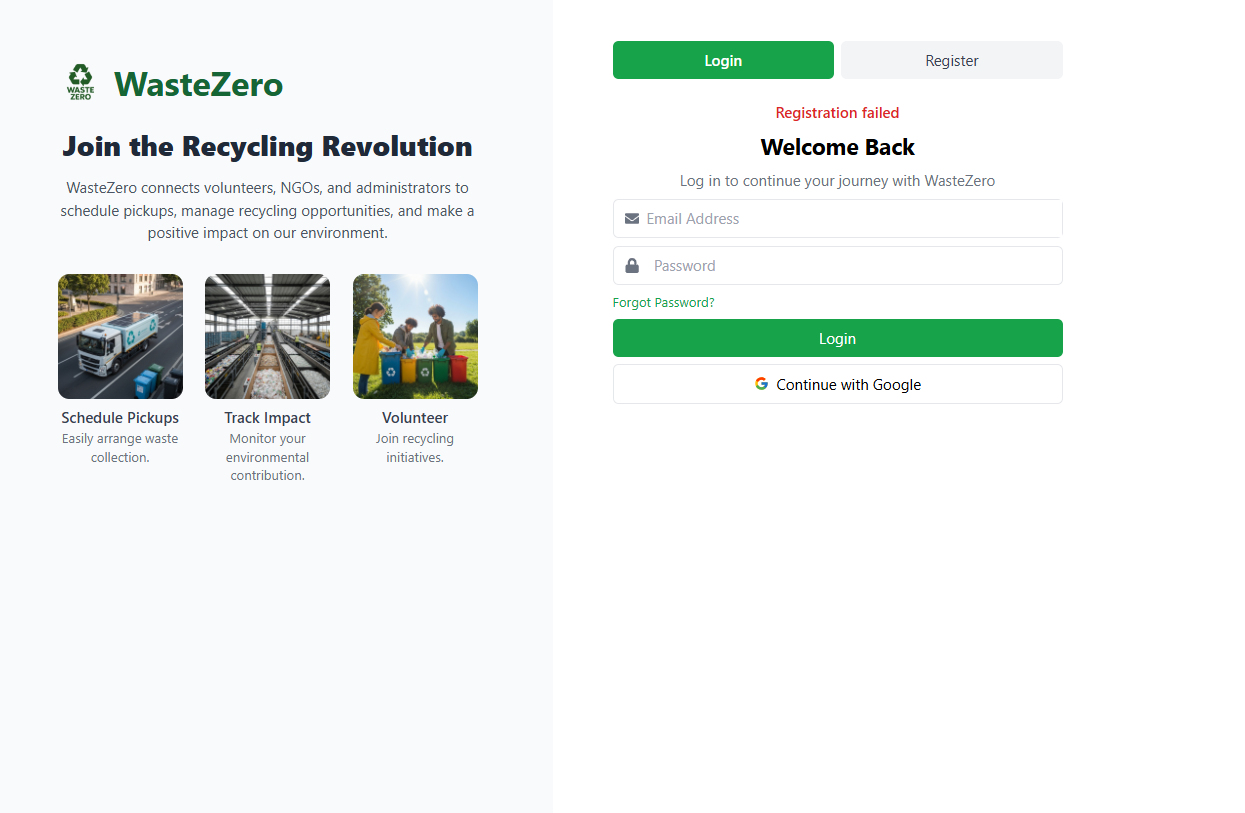 WASTE
ZERO
WasteZero
Join the Recycling Revolution
WasteZero connects volunteers, NGOs, and administrators to
schedule pickups, manage recycling opportunities, and make a
positive impact on our environment.
Schedule Pickups
Easily arrange waste
collection.
Track Impact
Monitor your
environmental
contribution.
Volunteer
Join recycling
initiatives.
Login
Register
Registration failed
Welcome Back
Log in to continue your journey with WasteZero
Email Address
Password
Forgot Password?
Login
Continue with Google